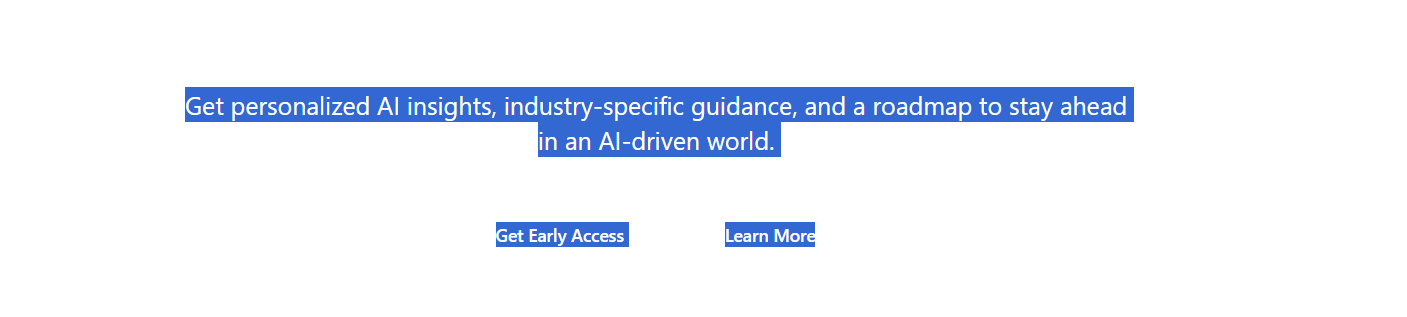 Get personalized AI insights, industry-specific guidance, and a roadmap to stay ahead
in an AI-driven world.
Get Early Access
Learn More